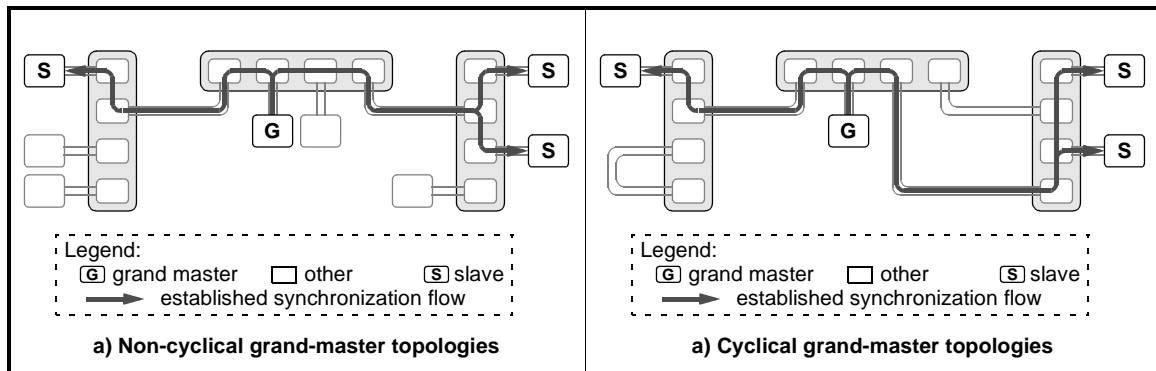 S
S
G
S
Legend:
G grand master other S slave
established synchronization flow
a) Non-cyclical grand-master topologies
S
S
G
S
Legend:
G grand master other S slave
established synchronization flow
a) Cyclical grand-master topologies